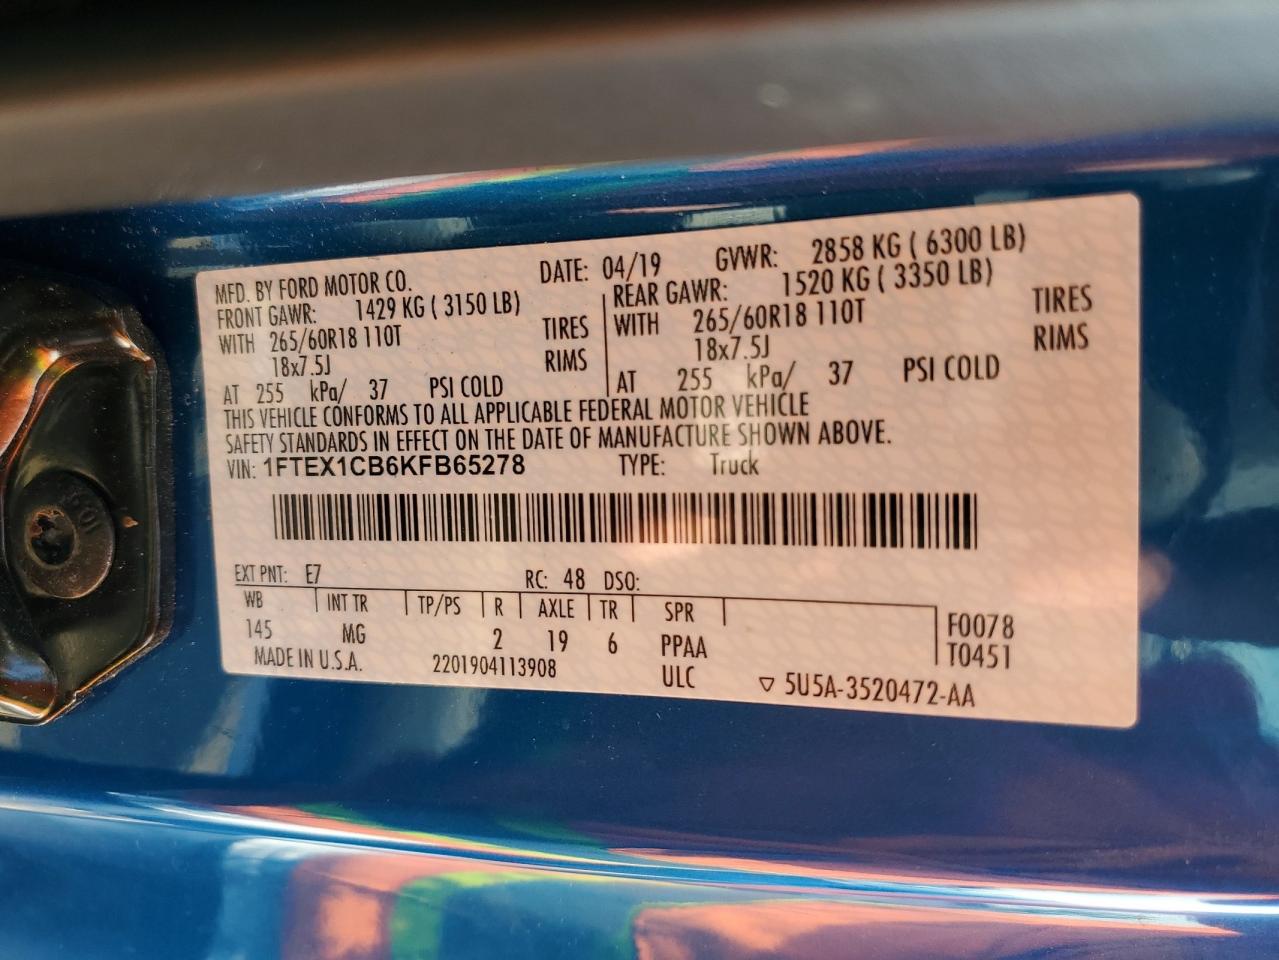 MFD. BY FORD MOTOR CO. DATE: 04/19 GVWR: 2858 KG ( 6300 LB)
FRONT GAWR: 1429 KG ( 3150 LB) REAR GAWR: 1520 KG ( 3350 LB)
WITH 265/60R18 110T TIRES WITH 265/60R18 110T TIRES
18x7.5J RIMS 18x7.5J RIMS
AT 255 kPa/ 37 PSI COLD AT 255 kPa/ 37 PSI COLD
THIS VEHICLE CONFORMS TO ALL APPLICABLE FEDERAL MOTOR VEHICLE
SAFETY STANDARDS IN EFFECT ON THE DATE OF MANUFACTURE SHOWN ABOVE.
VIN: 1FTEX1CB6KFB65278 TYPE: Truck
EXT PNT: E7 RC: 48 DSO:
WB INT TR TP/PS R AXLE TR SPR F0078
145 MG 2 19 6 PPAA T0451
MADE IN U.S.A. 2201904113908 ULC ▽ 5U5A-3520472-AA